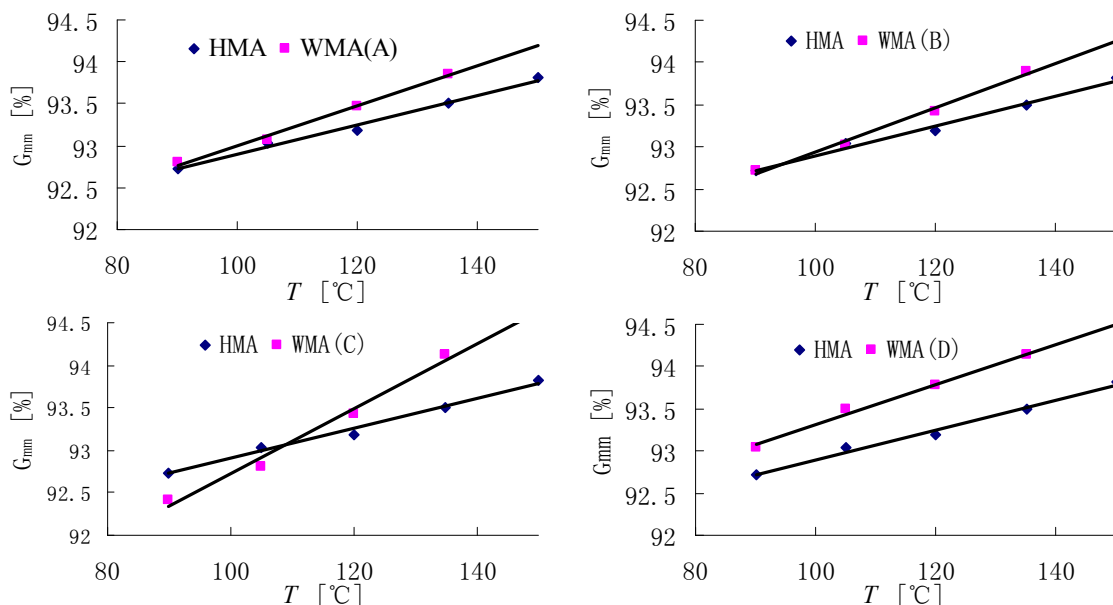 94.5
HMA WMA(A)
94
93.5
93
92.5
92
Gmm [%]
80 100 120 140
T [℃]
94.5
HMA WMA(B)
94
93.5
93
92.5
92
Gmm [%]
80 100 120 140
T [℃]
94.5
HMA WMA(C)
94
93.5
93
92.5
92
Gmm [%]
80 100 120 140
T [℃]
94.5
HMA WMA(D)
94
93.5
93
92.5
92
Gmm [%]
80 100 120 140
T [℃]